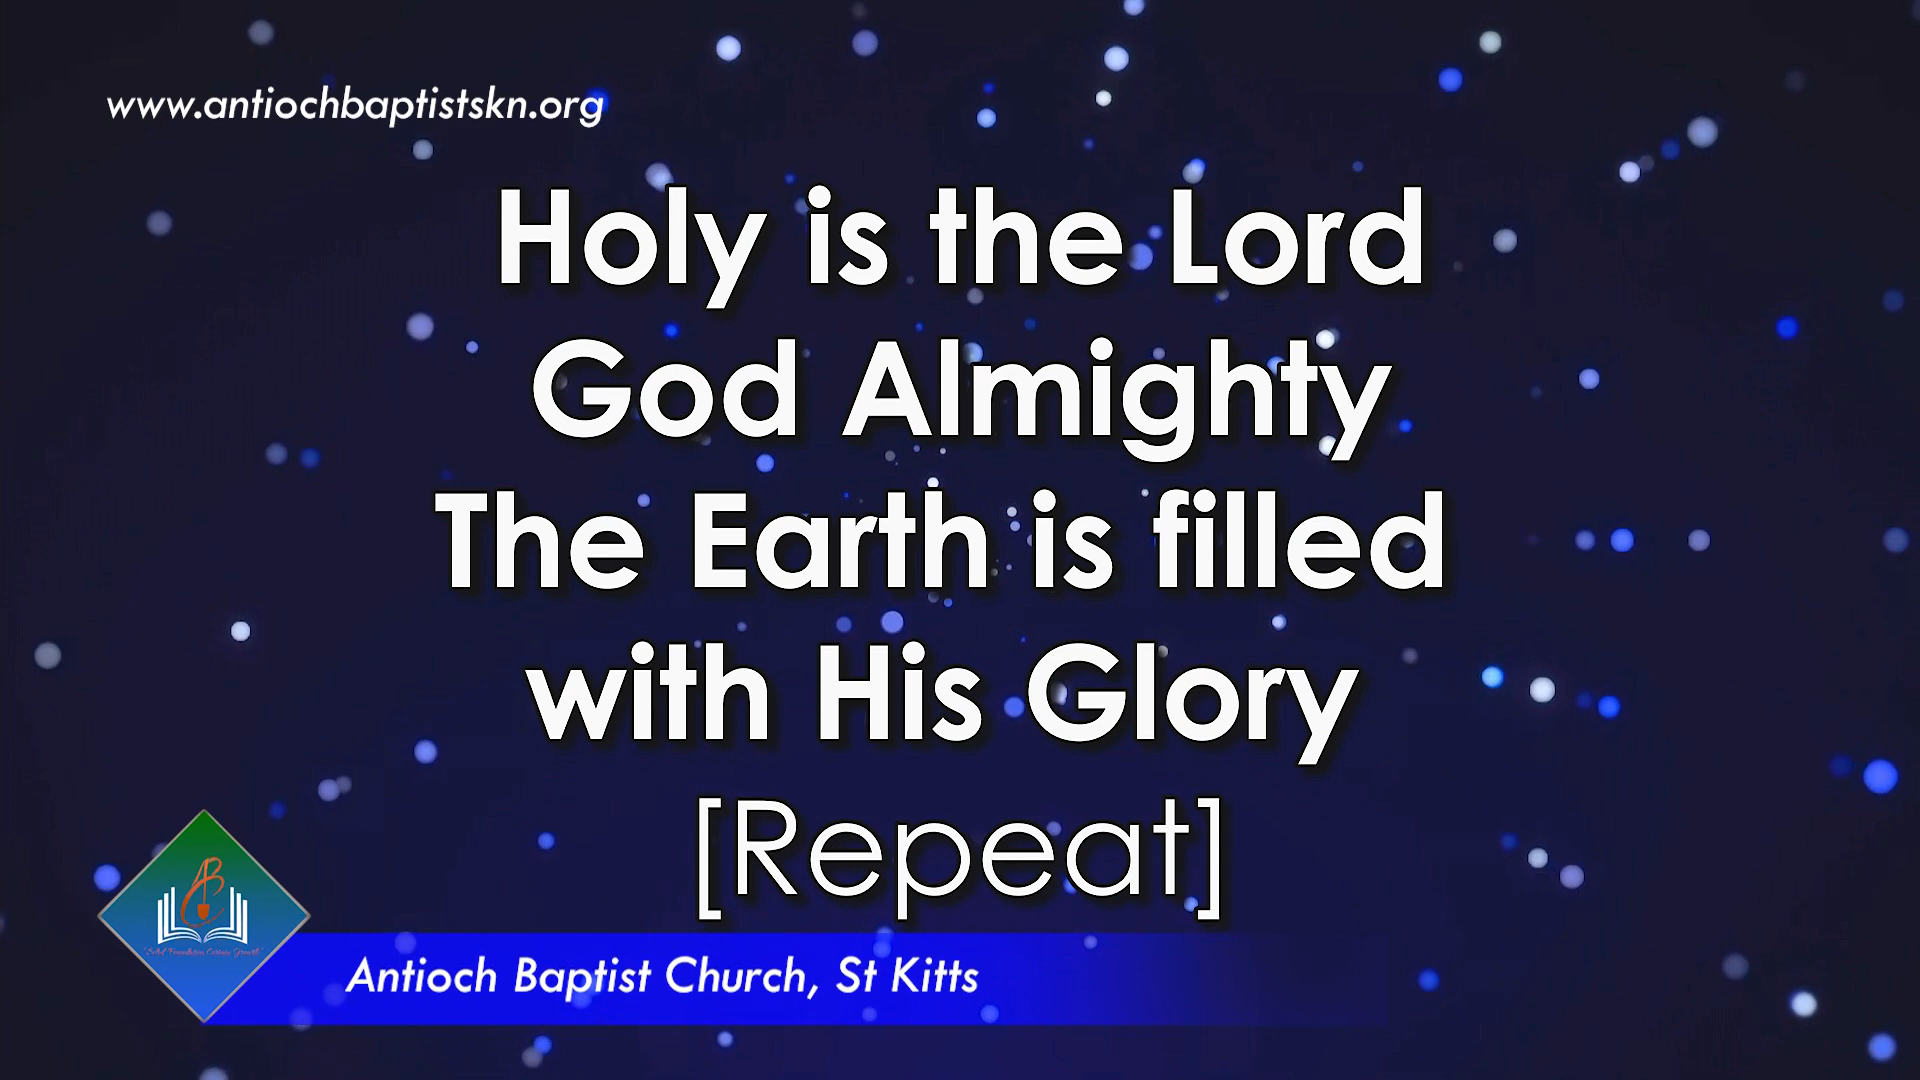 www.antiochbaptistskn.org
Holy is the Lord
God Almighty
The Earth is filled
with His Glory
[Repeat]
Antioch Baptist Church, St Kitts